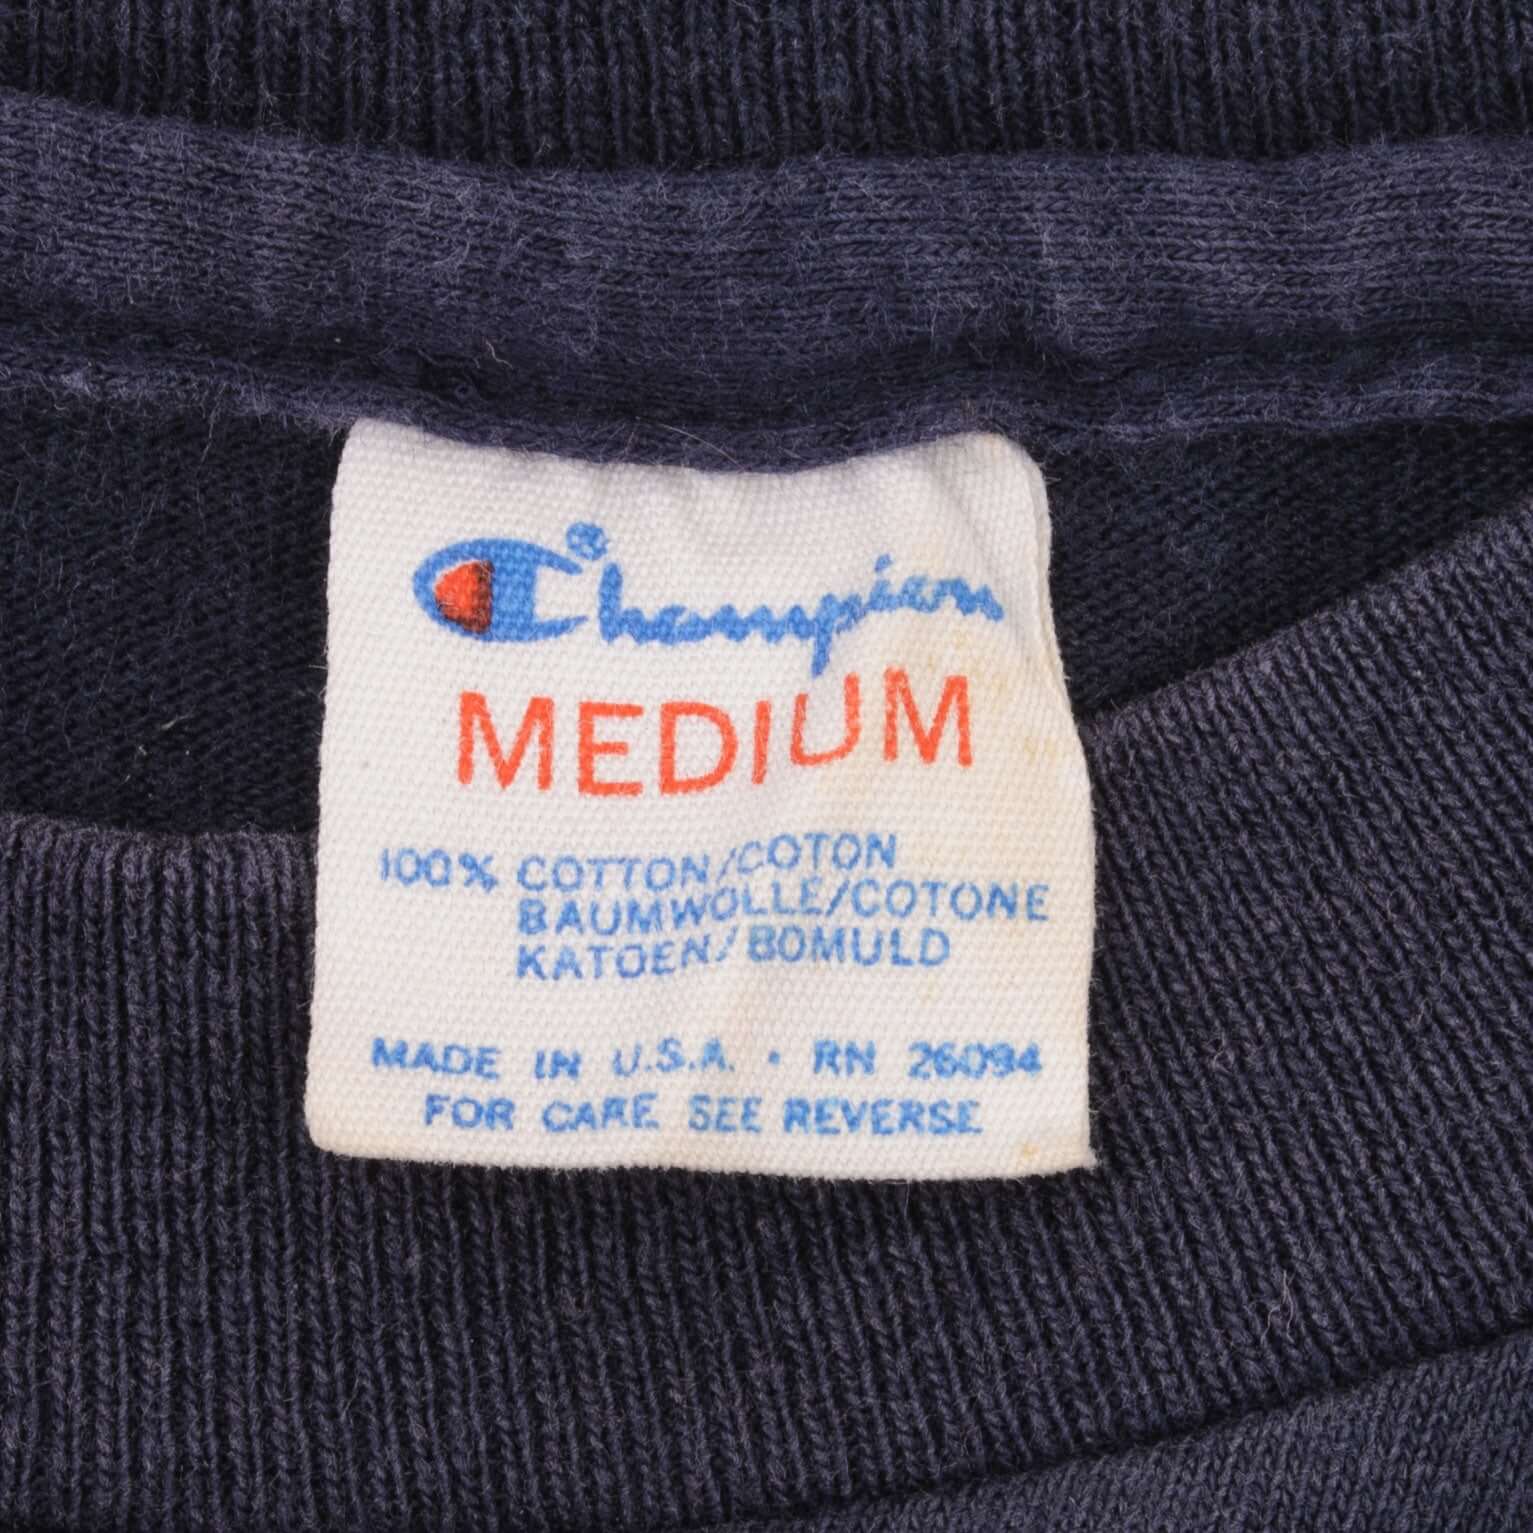 Champion®
MEDIUM
100% COTTON/COTON
BAUMWOLLE/COTONE
KATOEN/BOMULD
MADE IN U.S.A. · RN 26094
FOR CARE SEE REVERSE